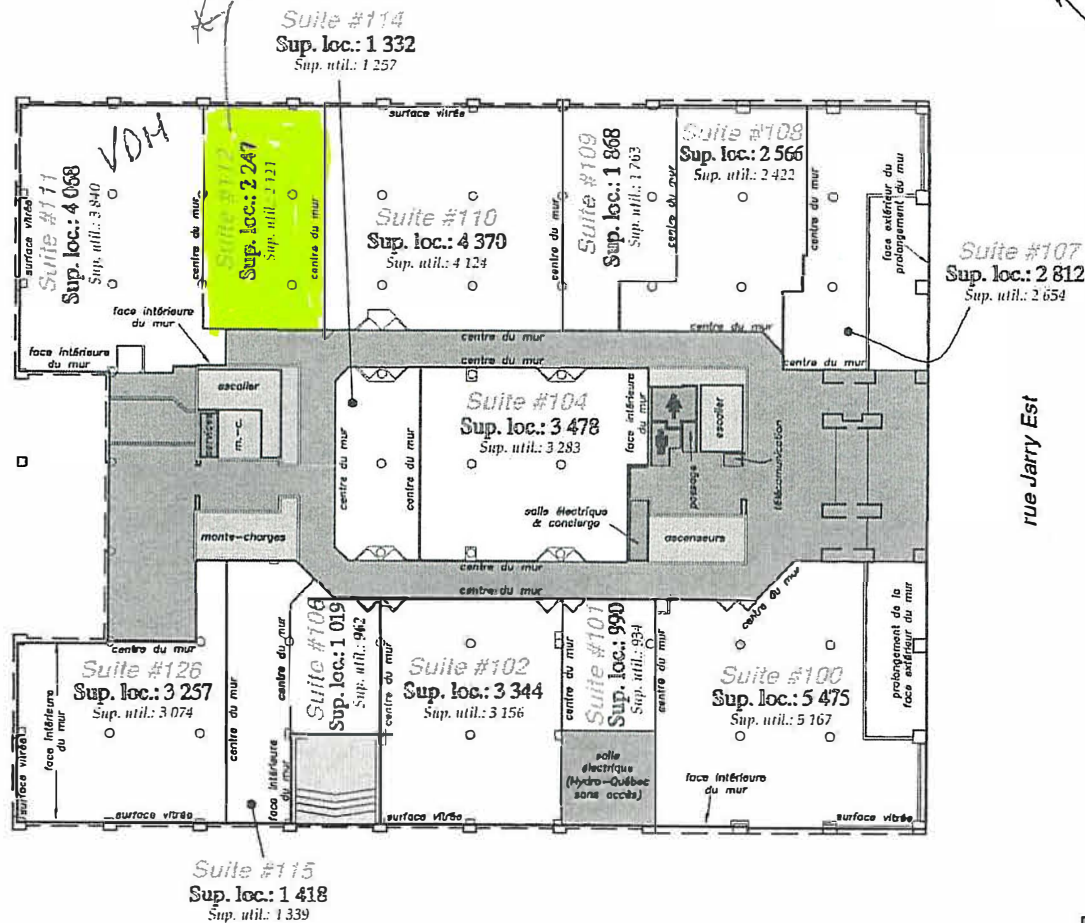 Suite #114
Sup. loc.: 1 332
Sup. util.: 1 257
VDM
surface vitrée
Suite #111
Sup. loc.: 4 068
Sup. util.: 3 840
face intérieure du mur
face intérieure du mur
centre du mur
Suite #112
Sup. loc.: 2 247
Sup. util.: 2 121
centre du mur
surface vitrée
Suite #110
Sup. loc.: 4 370
Sup. util.: 4 124
Suite #109
Sup. loc.: 1 868
Sup. util.: 1 763
centre du mur
Suite #108
Sup. loc.: 2 566
Sup. util.: 2 422
centre du mur
centre du mur
face extérieur du
prolongement du mur
Suite #107
Sup. loc.: 2 812
Sup. util.: 2 654
centre du mur
centre du mur
centre du mur
centre du mur
escalier
services
m.-c.
monte-charges
centre du mur
centre du mur
Suite #104
Sup. loc.: 3 478
Sup. util.: 3 283
face intérieure
du mur
salle électrique
& concierge
escalier
passage
télécomunication
ascenseurs
rue Jarry Est
centre du mur
centre du mur
centre du mur
Suite #126
Sup. loc.: 3 257
Sup. util.: 3 074
surface vitrée
face intérieure
du mur
surface vitrée
centre du mur
centre du mur
face intérieure
du mur
Suite #106
Sup. loc.: 1 019
Sup. util.: 962
centre du mur
Suite #102
Sup. loc.: 3 344
Sup. util.: 3 156
surface vitrée
centre du mur
Suite #101
Sup. loc.: 990
Sup. util.: 934
centre du mur
salle
électrique
(Hydro-Québec
sans accès)
centre du mur
Suite #100
Sup. loc.: 5 475
Sup. util.: 5 167
face intérieure
du mur
prolongement de la
face extérieur du mur
surface vitrée
Suite #115
Sup. loc.: 1 418
Sup. util.: 1 339